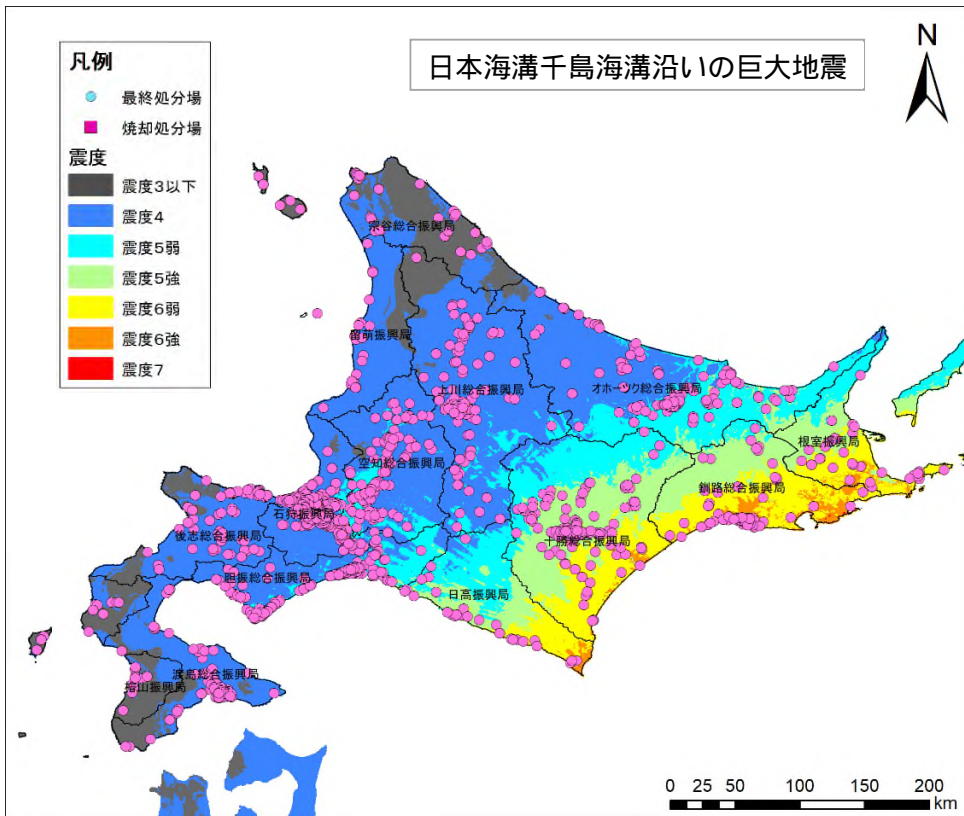 日本海溝千島海溝沿いの巨大地震
N
凡例
最終処分場
焼却処分場
震度
震度3以下
震度4
震度5弱
震度5強
震度6弱
震度6強
震度7
宗谷総合振興局
留萌振興局
上川総合振興局
オホーツク総合振興局
根室振興局
空知総合振興局
釧路総合振興局
石狩振興局
後志総合振興局
十勝総合振興局
胆振総合振興局
日高振興局
渡島総合振興局
檜山振興局
0 25 50 100 150 200
km